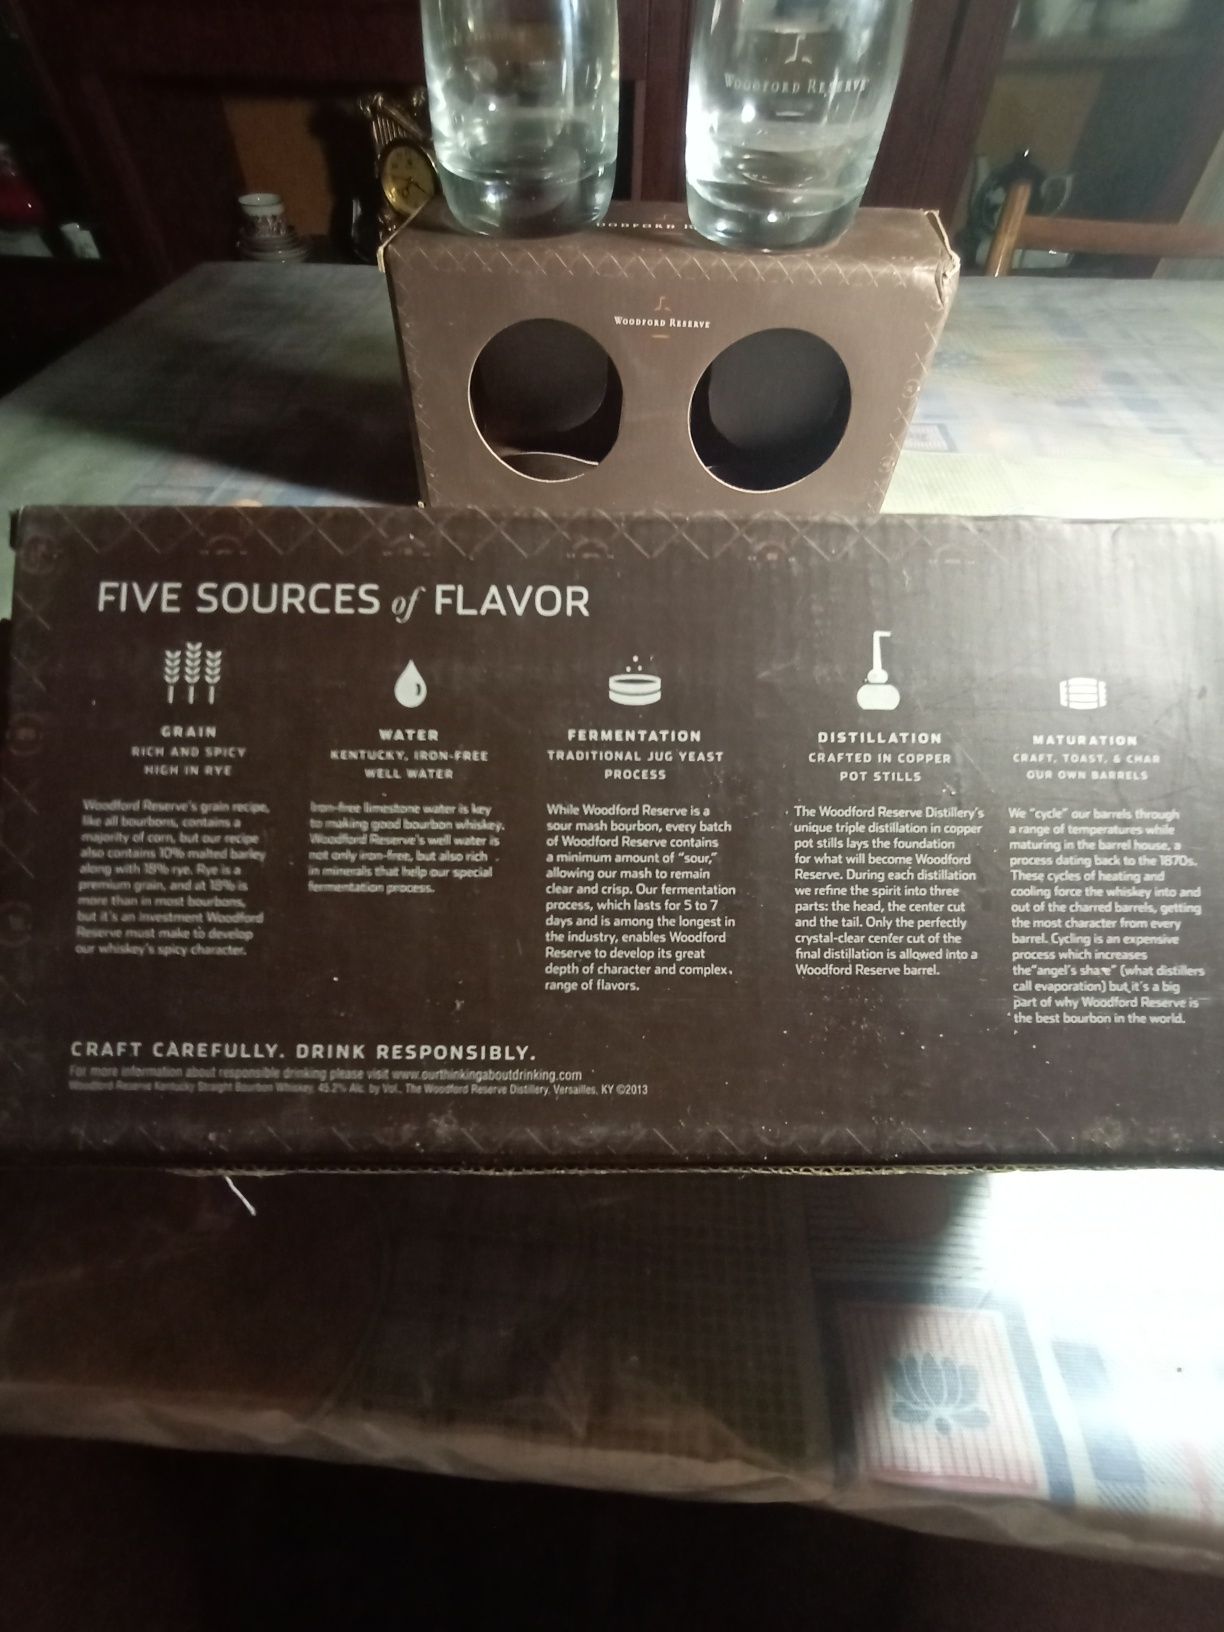 WOODFORD RESERVE
WOODFORD
WOODFORD RESERVE
FIVE SOURCES of FLAVOR
GRAIN
RICH AND SPICY
HIGH IN RYE
Woodford Reserve's grain recipe,
like all bourbons, contains a
majority of corn, but our recipe
also contains 10% malted barley
along with 18% rye. Rye is a
premium grain, and at 18% is
more than in most bourbons,
but it's an investment Woodford
Reserve must make to develop
our whiskey's spicy character.
WATER
KENTUCKY, IRON-FREE
WELL WATER
Iron-free limestone water is key
to making good bourbon whiskey.
Woodford Reserve's well water is
not only iron-free, but also rich
in minerals that help our special
fermentation process.
FERMENTATION
TRADITIONAL JUG YEAST
PROCESS
While Woodford Reserve is a
sour mash bourbon, every batch
of Woodford Reserve contains
a minimum amount of "sour,"
allowing our mash to remain
clear and crisp. Our fermentation
process, which lasts for 5 to 7
days and is among the longest in
the industry, enables Woodford
Reserve to develop its great
depth of character and complex
range of flavors.
DISTILLATION
CRAFTED IN COPPER
POT STILLS
The Woodford Reserve Distillery's
unique triple distillation in copper
pot stills lays the foundation
for what will become Woodford
Reserve. During each distillation
we refine the spirit into three
parts: the head, the center cut
and the tail. Only the perfectly
crystal-clear center cut of the
final distillation is allowed into a
Woodford Reserve barrel.
MATURATION
CRAFT, TOAST, & CHAR
OUR OWN BARRELS
We "cycle" our barrels through
a range of temperatures while
maturing in the barrel house, a
process dating back to the 1870s.
These cycles of heating and
cooling force the whiskey into and
out of the charred barrels, getting
the most character from every
barrel. Cycling is an expensive
process which increases
the"angel's share" (what distillers
call evaporation) but it's a big
part of why Woodford Reserve is
the best bourbon in the world.
CRAFT CAREFULLY. DRINK RESPONSIBLY.
For more information about responsible drinking please visit www.ourthinkingaboutdrinking.com
Woodford Reserve Kentucky Straight Bourbon Whiskey, 45.2% Alc. by Vol., The Woodford Reserve Distillery, Versailles, KY ©2013